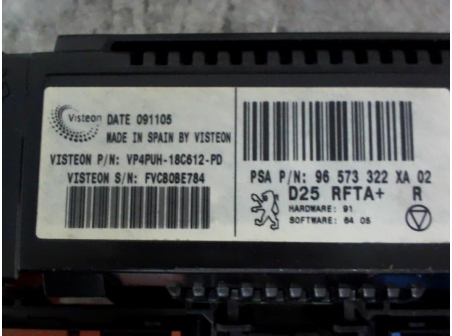 Visteon DATE 091105
MADE IN SPAIN BY VISTEON
VISTEON P/N: VP4PUH-18C612-PD
VISTEON S/N: FVC808E784
PSA P/N: 96 573 322 XA 02
D25 RFTA+ R
HARDWARE: 91
SOFTWARE: 64 05